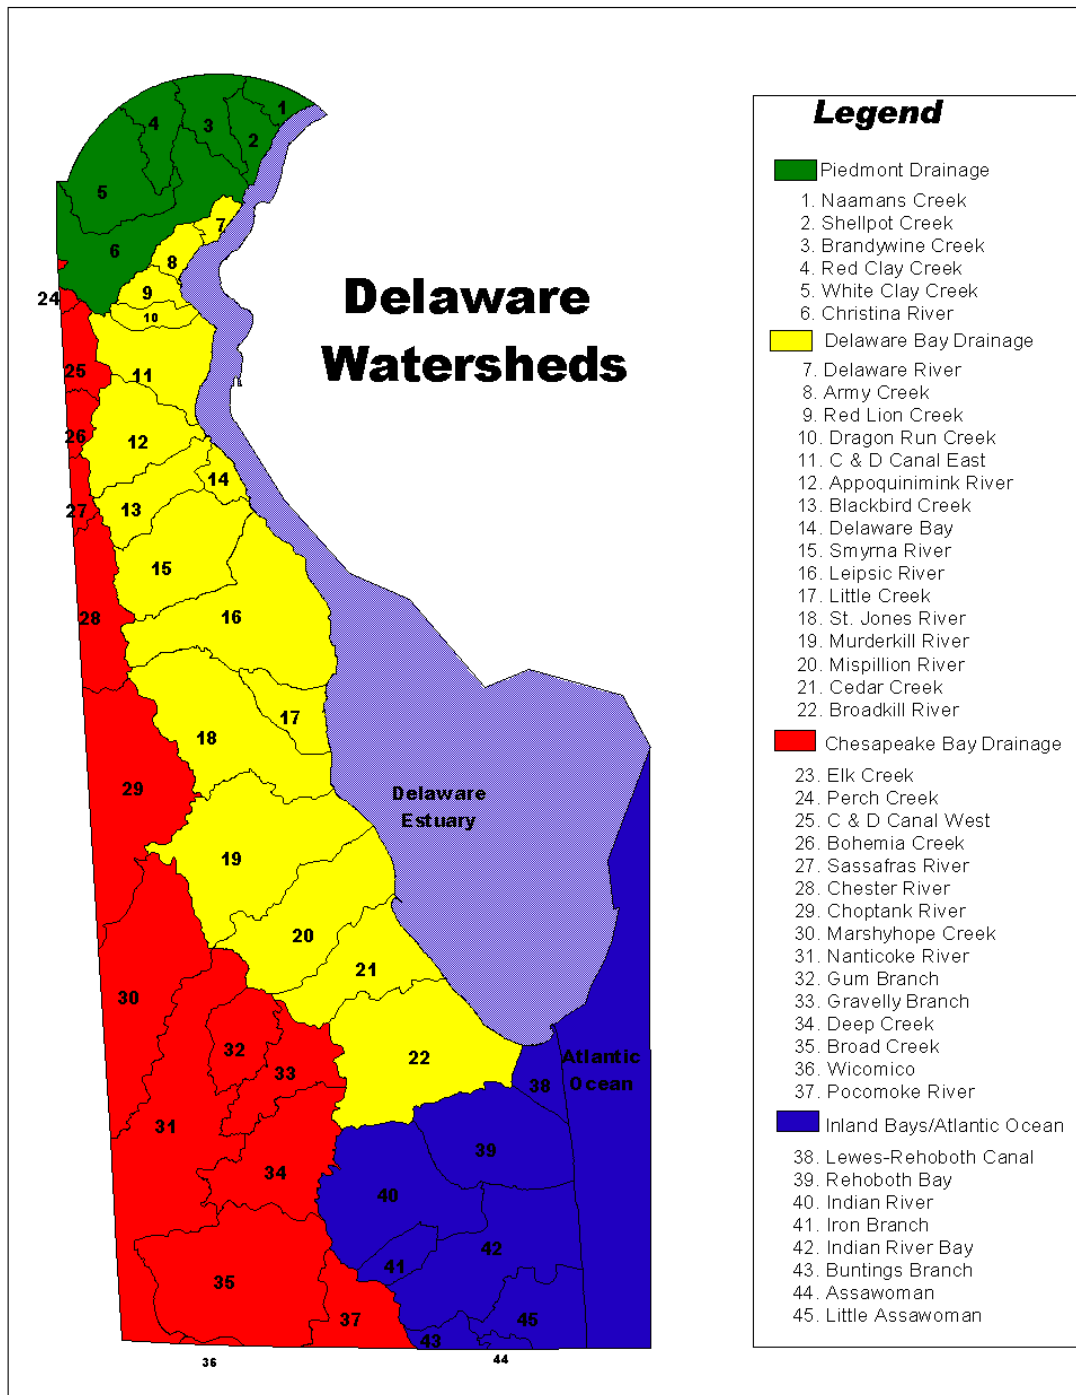 Delaware
Watersheds
1
4
3
2
5
7
6
8
9
24
10
25
11
26
12
14
27
13
15
28
16
17
18
29
Delaware
Estuary
19
20
21
30
32
22
Atlantic
Ocean
33
38
31
39
34
40
42
41
35
37
45
43
36
44
Legend
Piedmont Drainage
1. Naamans Creek
2. Shellpot Creek
3. Brandywine Creek
4. Red Clay Creek
5. White Clay Creek
6. Christina River
Delaware Bay Drainage
7. Delaware River
8. Army Creek
9. Red Lion Creek
10. Dragon Run Creek
11. C & D Canal East
12. Appoquinimink River
13. Blackbird Creek
14. Delaware Bay
15. Smyrna River
16. Leipsic River
17. Little Creek
18. St. Jones River
19. Murderkill River
20. Mispillion River
21. Cedar Creek
22. Broadkill River
Chesapeake Bay Drainage
23. Elk Creek
24. Perch Creek
25. C & D Canal West
26. Bohemia Creek
27. Sassafras River
28. Chester River
29. Choptank River
30. Marshyhope Creek
31. Nanticoke River
32. Gum Branch
33. Gravelly Branch
34. Deep Creek
35. Broad Creek
36. Wicomico
37. Pocomoke River
Inland Bays/Atlantic Ocean
38. Lewes-Rehoboth Canal
39. Rehoboth Bay
40. Indian River
41. Iron Branch
42. Indian River Bay
43. Buntings Branch
44. Assawoman
45. Little Assawoman